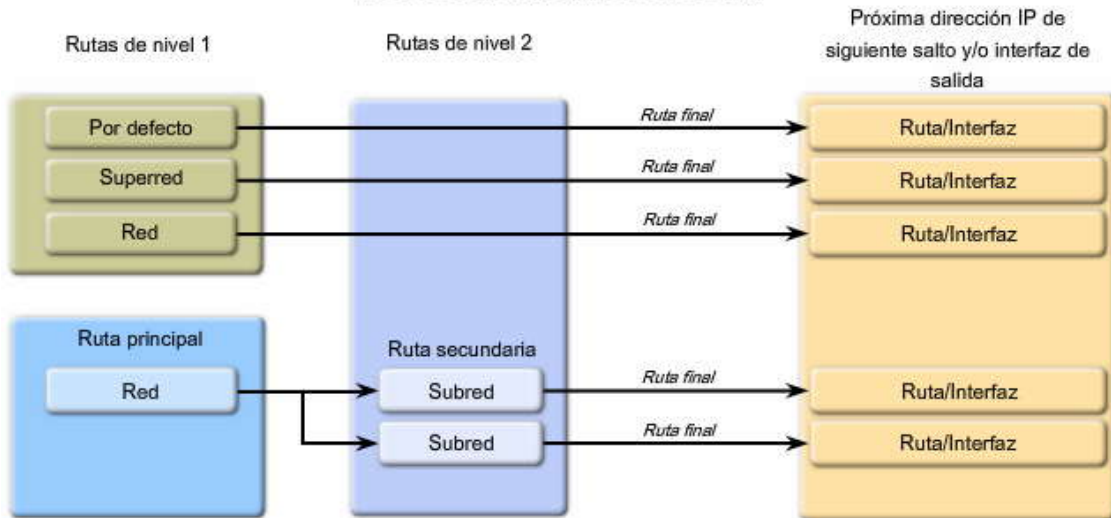 Rutas de nivel 1
Rutas de nivel 2
Próxima dirección IP de
siguiente salto y/o interfaz de
salida
Por defecto
Ruta final
Ruta/Interfaz
Superred
Ruta final
Ruta/Interfaz
Red
Ruta final
Ruta/Interfaz
Ruta principal
Ruta secundaria
Red
Subred
Ruta final
Ruta/Interfaz
Subred
Ruta final
Ruta/Interfaz